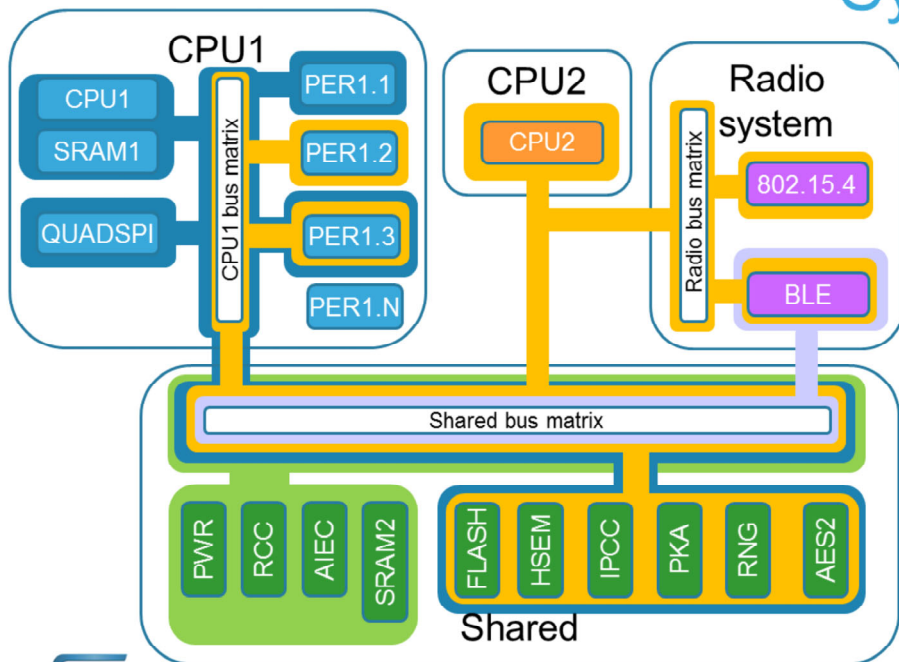 Cy
CPU1
CPU1
SRAM1
QUADSPI
CPU1 bus matrix
PER1.1
PER1.2
PER1.3
PER1.N
CPU2
CPU2
Radio
system
Radio bus matrix
802.15.4
BLE
Shared bus matrix
PWR
RCC
AIEC
SRAM2
FLASH
HSEM
IPCC
PKA
RNG
AES2
Shared